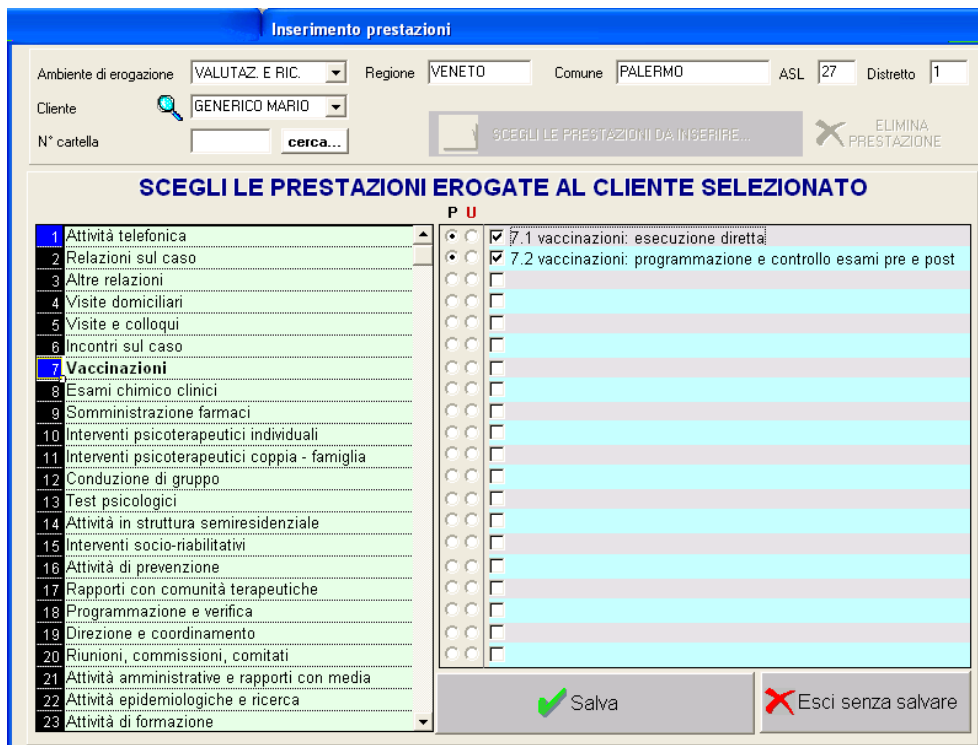 Inserimento prestazioni
Ambiente di erogazione VALUTAZ. E RIC. Regione VENETO Comune PALERMO ASL 27 Distretto 1
Cliente GENERICO MARIO
N° cartella cerca... SCEGLI LE PRESTAZIONI DA INSERIRE... ELIMINA PRESTAZIONE
SCEGLI LE PRESTAZIONI EROGATE AL CLIENTE SELEZIONATO
P U
1 Attività telefonica
2 Relazioni sul caso
3 Altre relazioni
4 Visite domiciliari
5 Visite e colloqui
6 Incontri sul caso
7 Vaccinazioni
8 Esami chimico clinici
9 Somministrazione farmaci
10 Interventi psicoterapeutici individuali
11 Interventi psicoterapeutici coppia - famiglia
12 Conduzione di gruppo
13 Test psicologici
14 Attività in struttura semiresidenziale
15 Interventi socio-riabilitativi
16 Attività di prevenzione
17 Rapporti con comunità terapeutiche
18 Programmazione e verifica
19 Direzione e coordinamento
20 Riunioni, commissioni, comitati
21 Attività amministrative e rapporti con media
22 Attività epidemiologiche e ricerca
23 Attività di formazione
7.1 vaccinazioni: esecuzione diretta
7.2 vaccinazioni: programmazione e controllo esami pre e post
Salva
Esci senza salvare